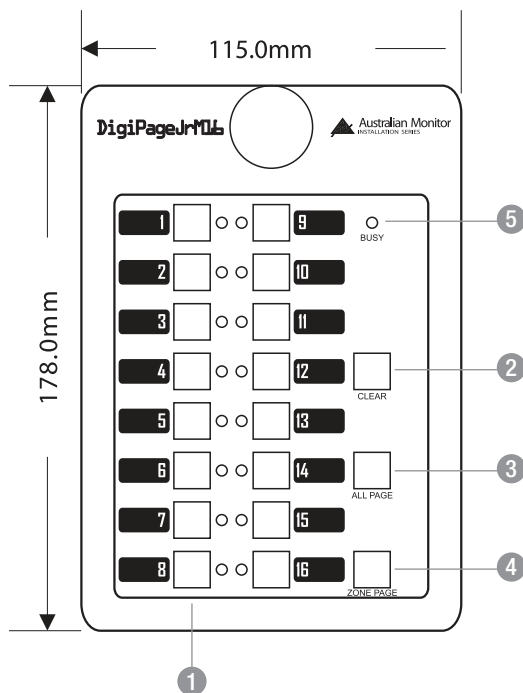 115.0mm
DigiPageJrM16
Australian Monitor
INSTALLATION SERIES
178.0mm
1 9 BUSY 5
2 10
3 11
4 12 CLEAR 2
5 13
6 14 ALL PAGE 3
7 15
8 16 ZONE PAGE 4
1